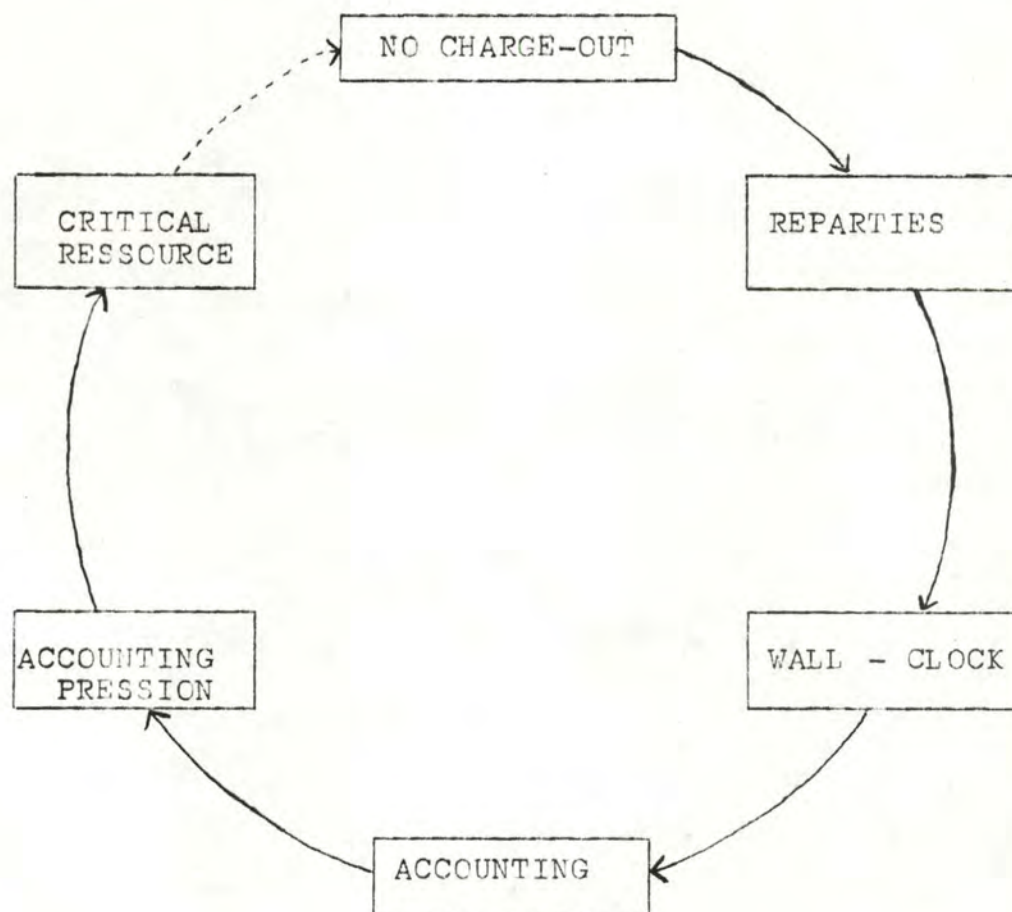 NO CHARGE-OUT
REPARTIES
WALL - CLOCK
ACCOUNTING
ACCOUNTING
PRESSION
CRITICAL
RESSOURCE